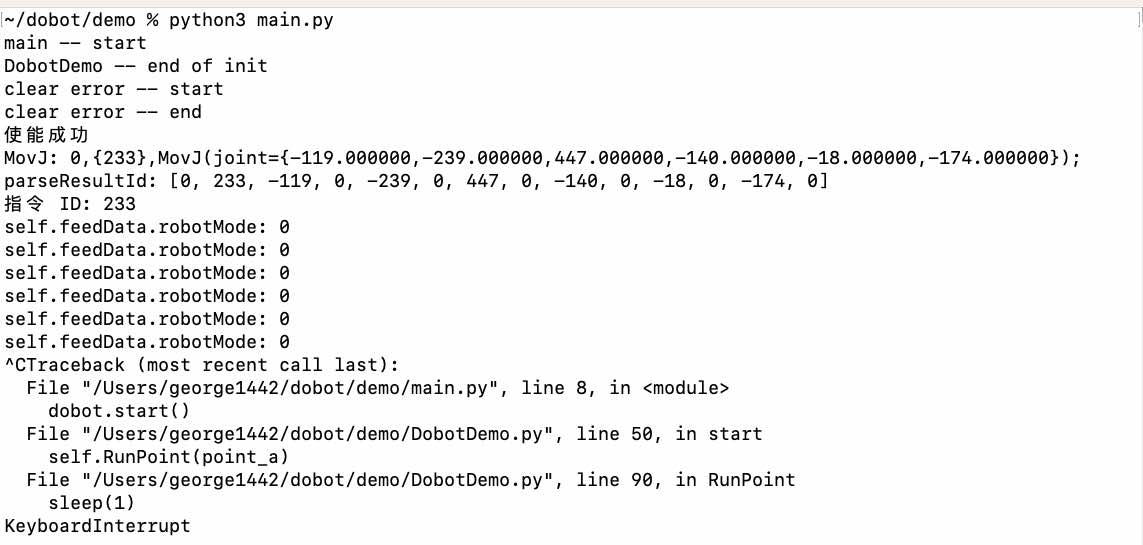 ~/dobot/demo % python3 main.py
main -- start
DobotDemo -- end of init
clear error -- start
clear error -- end
使能成功
MovJ: 0,{233},MovJ(joint={-119.000000,-239.000000,447.000000,-140.000000,-18.000000,-174.000000});
parseResultId: [0, 233, -119, 0, -239, 0, 447, 0, -140, 0, -18, 0, -174, 0]
指令 ID: 233
self.feedData.robotMode: 0
self.feedData.robotMode: 0
self.feedData.robotMode: 0
self.feedData.robotMode: 0
self.feedData.robotMode: 0
self.feedData.robotMode: 0
^CTraceback (most recent call last):
  File "/Users/george1442/dobot/demo/main.py", line 8, in <module>
    dobot.start()
  File "/Users/george1442/dobot/demo/DobotDemo.py", line 50, in start
    self.RunPoint(point_a)
  File "/Users/george1442/dobot/demo/DobotDemo.py", line 90, in RunPoint
    sleep(1)
KeyboardInterrupt